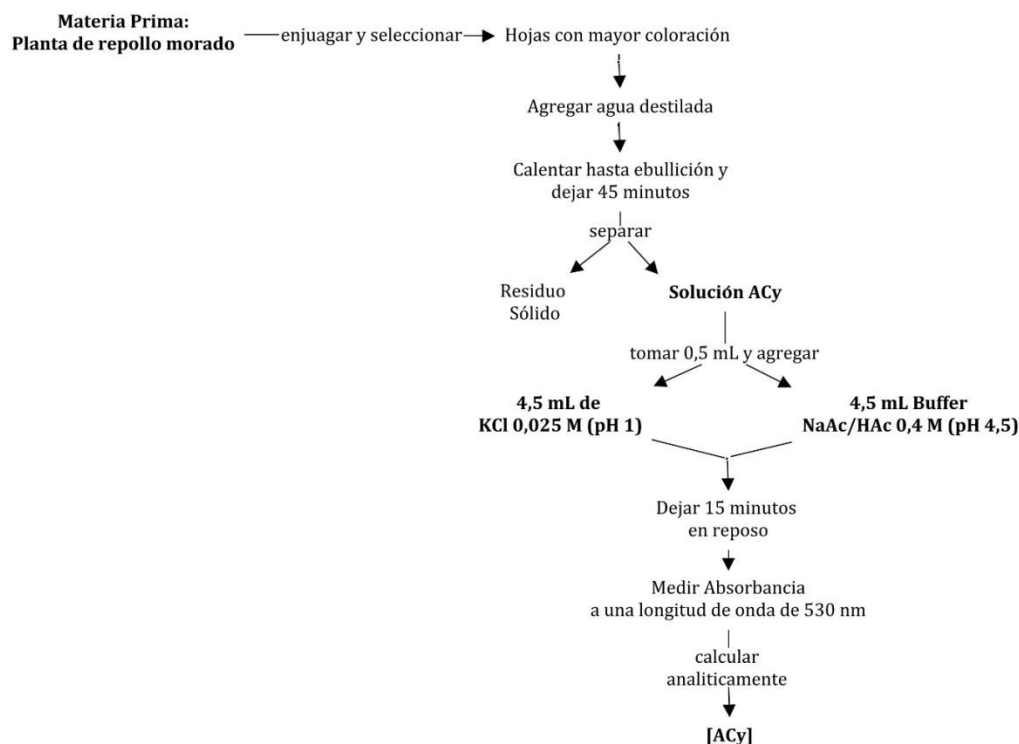 Materia Prima:
Planta de repollo morado
enjuagar y seleccionar
Hojas con mayor coloración
Agregar agua destilada
Calentar hasta ebullición y
dejar 45 minutos
separar
Residuo
Sólido
Solución ACy
tomar 0,5 mL y agregar
4,5 mL de
KCl 0,025 M (pH 1)
4,5 mL Buffer
NaAc/HAc 0,4 M (pH 4,5)
Dejar 15 minutos
en reposo
Medir Absorbancia
a una longitud de onda de 530 nm
calcular
analiticamente
[ACy]